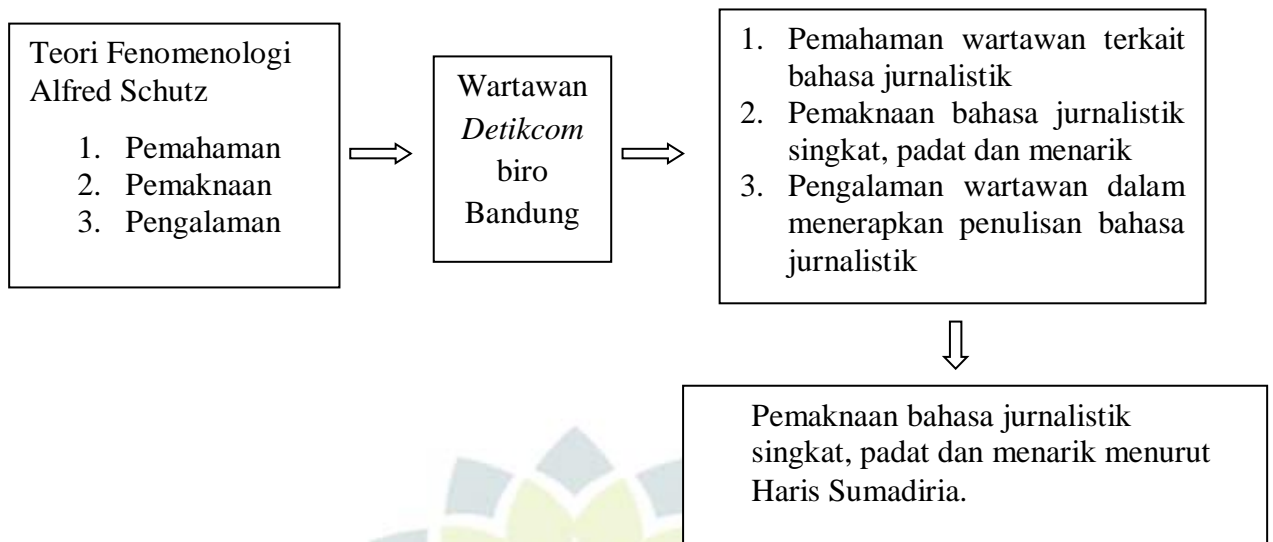 Teori Fenomenologi
Alfred Schutz
1. Pemahaman
2. Pemaknaan
3. Pengalaman
Wartawan
Detikcom
biro
Bandung
1. Pemahaman wartawan terkait
bahasa jurnalistik
2. Pemaknaan bahasa jurnalistik
singkat, padat dan menarik
3. Pengalaman wartawan dalam
menerapkan penulisan bahasa
jurnalistik
Pemaknaan bahasa jurnalistik
singkat, padat dan menarik menurut
Haris Sumadiria.